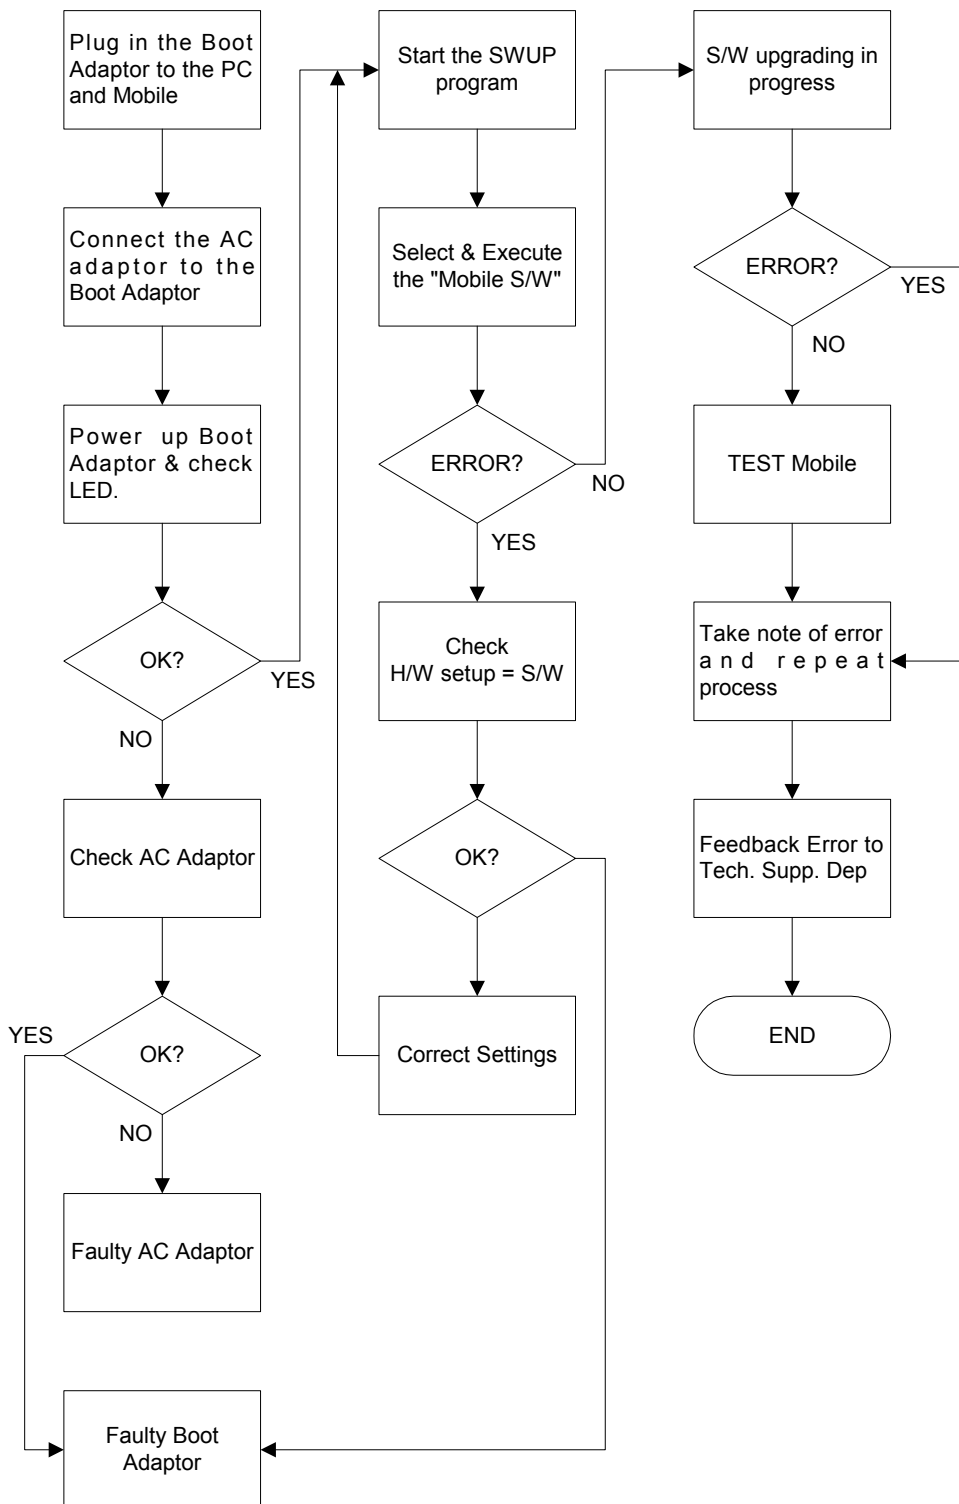 Plug in the Boot
Adaptor to the PC
and Mobile
Connect the AC
adaptor to the
Boot Adaptor
Power up Boot
Adaptor & check
LED.
OK?
YES
NO
Check AC Adaptor
YES
OK?
NO
Faulty AC Adaptor
Faulty Boot
Adaptor
Start the SWUP
program
Select & Execute
the "Mobile S/W"
ERROR?
NO
YES
Check
H/W setup = S/W
OK?
Correct Settings
S/W upgrading in
progress
ERROR?
YES
NO
TEST Mobile
Take note of error
and repeat
process
Feedback Error to
Tech. Supp. Dep
END